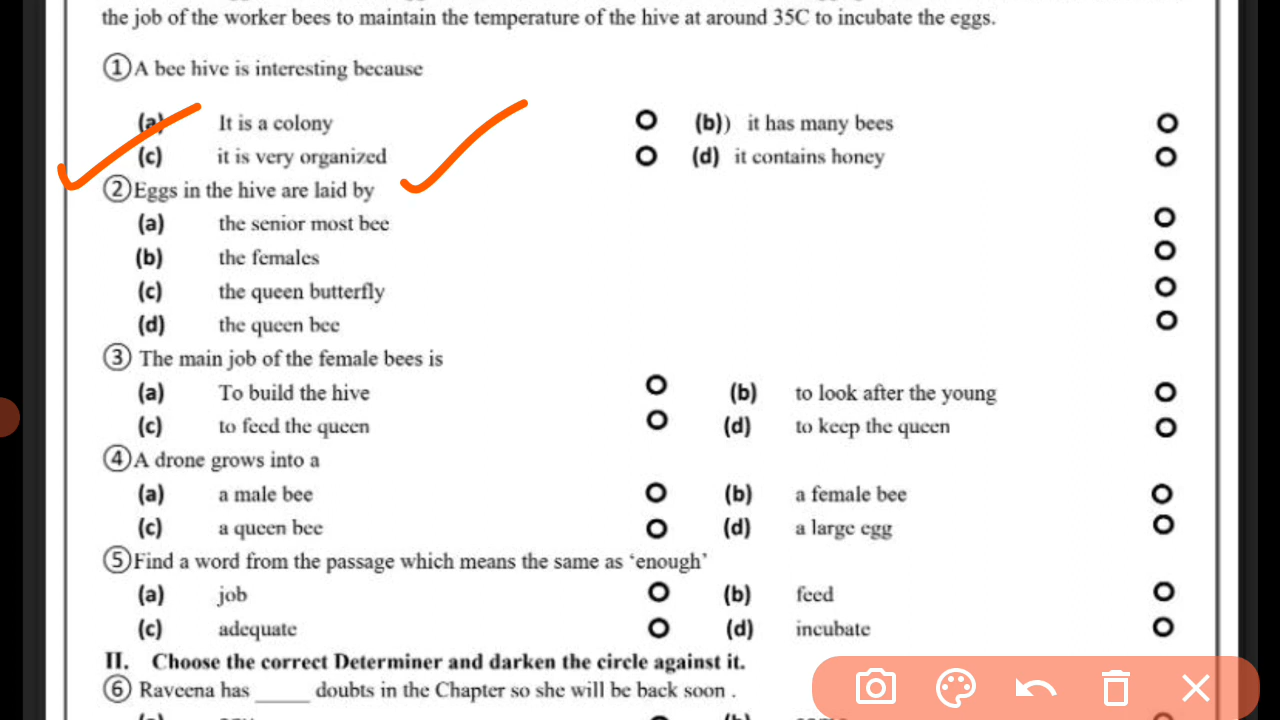 the job of the worker bees to maintain the temperature of the hive at around 35C to incubate the eggs.
① A bee hive is interesting because
(a) It is a colony (b)) it has many bees
(c) it is very organized (d) it contains honey
② Eggs in the hive are laid by
(a) the senior most bee
(b) the females
(c) the queen butterfly
(d) the queen bee
③ The main job of the female bees is
(a) To build the hive (b) to look after the young
(c) to feed the queen (d) to keep the queen
④ A drone grows into a
(a) a male bee (b) a female bee
(c) a queen bee (d) a large egg
⑤ Find a word from the passage which means the same as ‘enough’
(a) job (b) feed
(c) adequate (d) incubate
II. Choose the correct Determiner and darken the circle against it.
⑥ Raveena has _____ doubts in the Chapter so she will be back soon .